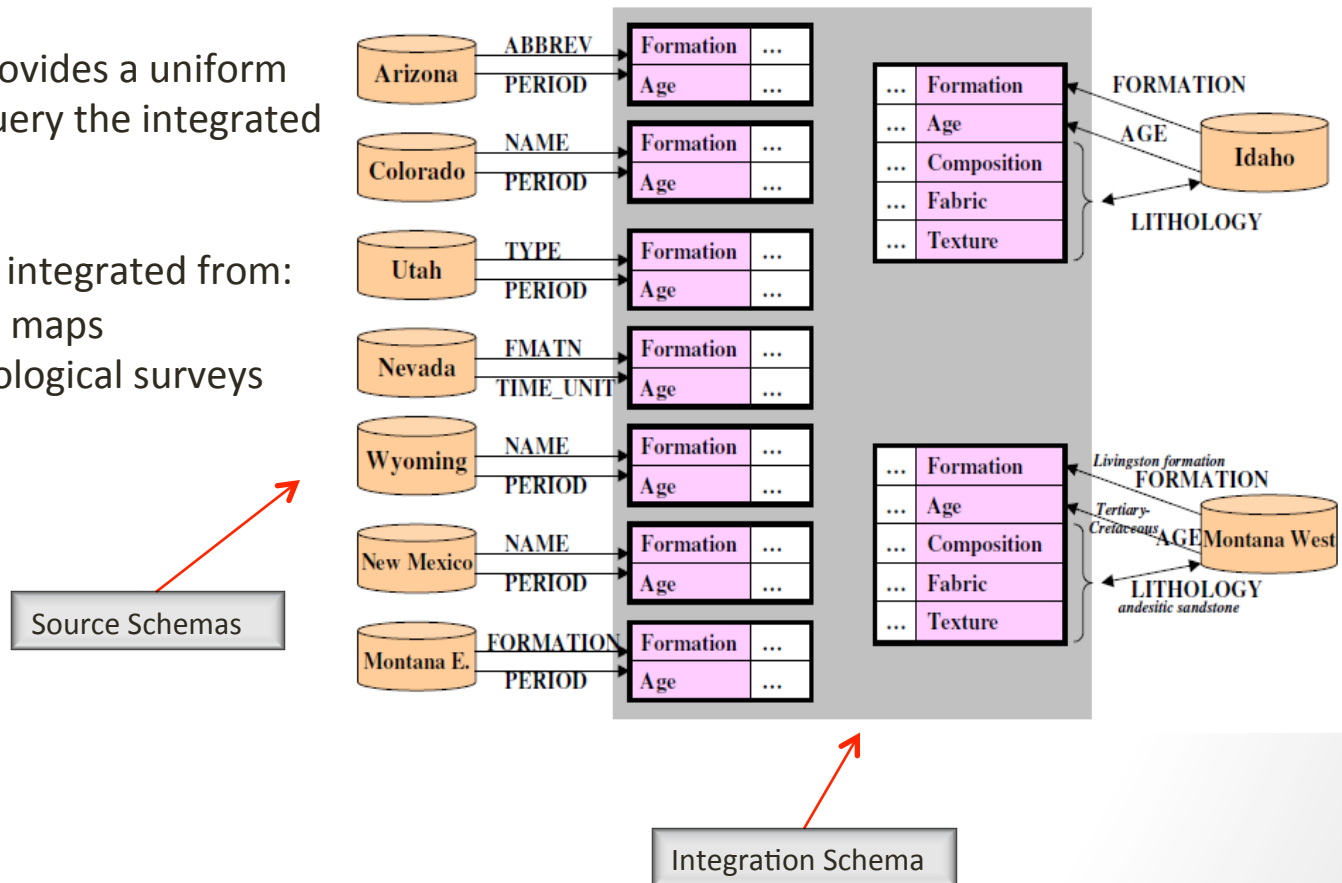 ovides a uniform
uery the integrated
integrated from:
maps
ological surveys
Arizona
ABBREV
PERIOD
Formation ...
Age ...
Colorado
NAME
PERIOD
Formation ...
Age ...
Utah
TYPE
PERIOD
Formation ...
Age ...
Nevada
FMATN
TIME_UNIT
Formation ...
Age ...
Wyoming
NAME
PERIOD
Formation ...
Age ...
New Mexico
NAME
PERIOD
Formation ...
Age ...
Montana E.
FORMATION
PERIOD
Formation ...
Age ...
... Formation
... Age
... Composition
... Fabric
... Texture
FORMATION
AGE
LITHOLOGY
Idaho
... Formation
... Age
... Composition
... Fabric
... Texture
Livingston formation
FORMATION
Tertiary-
Cretaceous
AGE
Montana West
LITHOLOGY
andesitic sandstone
Source Schemas
Integration Schema